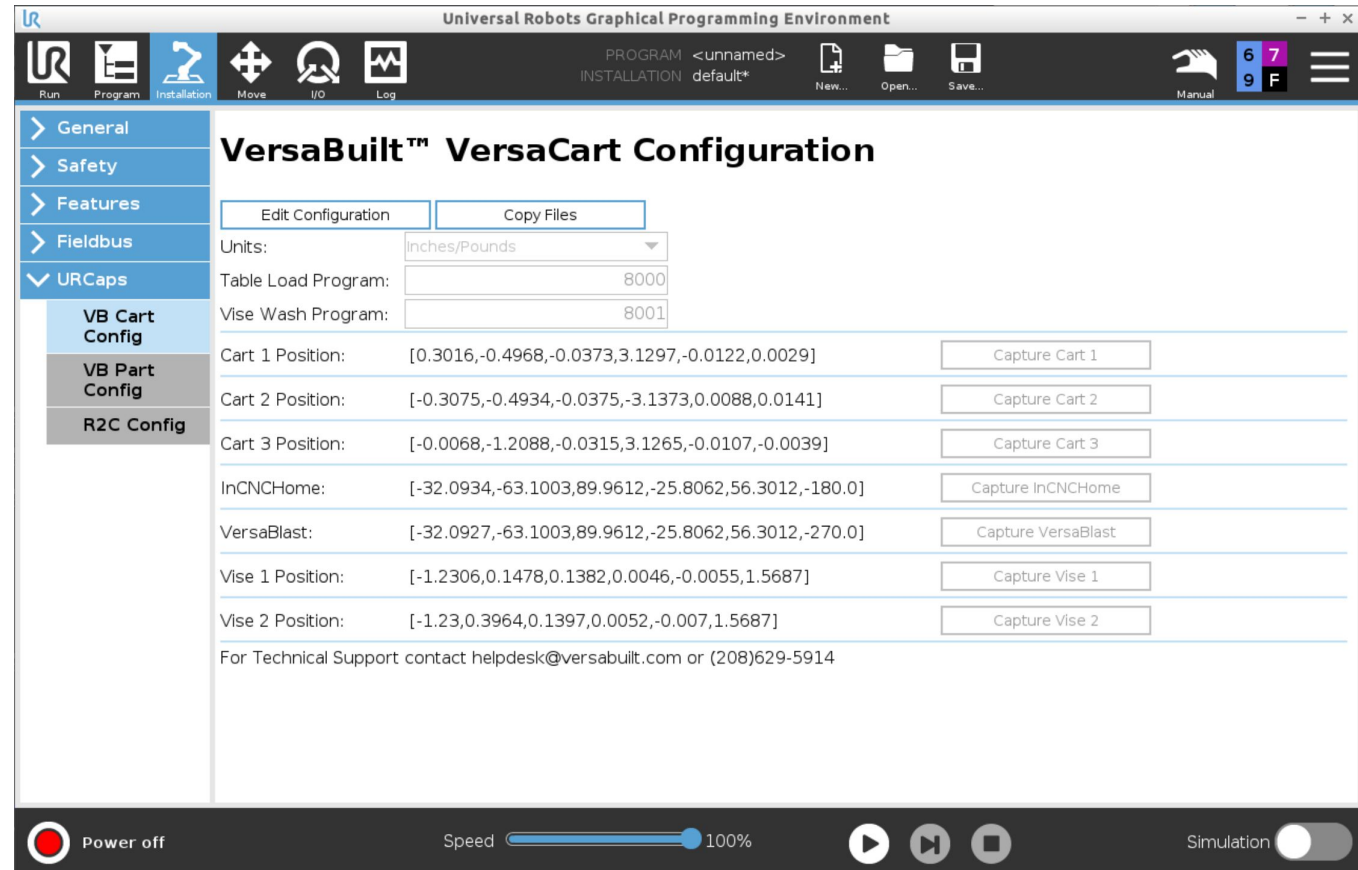 Universal Robots Graphical Programming Environment
UR
Run
Program
Installation
Move
I/O
Log
PROGRAM <unnamed>
INSTALLATION default*
New...
Open...
Save...
Manual
6 7
9 F
General
Safety
Features
Fieldbus
URCaps
VB Cart
Config
VB Part
Config
R2C Config
VersaBuilt™ VersaCart Configuration
Edit Configuration Copy Files
Units: Inches/Pounds
Table Load Program: 8000
Vise Wash Program: 8001
Cart 1 Position: [0.3016,-0.4968,-0.0373,3.1297,-0.0122,0.0029] Capture Cart 1
Cart 2 Position: [-0.3075,-0.4934,-0.0375,-3.1373,0.0088,0.0141] Capture Cart 2
Cart 3 Position: [-0.0068,-1.2088,-0.0315,3.1265,-0.0107,-0.0039] Capture Cart 3
InCNCHome: [-32.0934,-63.1003,89.9612,-25.8062,56.3012,-180.0] Capture InCNCHome
VersaBlast: [-32.0927,-63.1003,89.9612,-25.8062,56.3012,-270.0] Capture VersaBlast
Vise 1 Position: [-1.2306,0.1478,0.1382,0.0046,-0.0055,1.5687] Capture Vise 1
Vise 2 Position: [-1.23,0.3964,0.1397,0.0052,-0.007,1.5687] Capture Vise 2
For Technical Support contact helpdesk@versabuilt.com or (208)629-5914
Power off
Speed 100%
Simulation